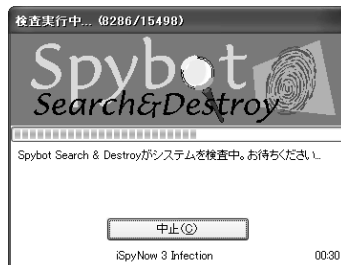 検査実行中... (8286/15498)
Spybot
Search&Destroy
Spybot Search & Destroyがシステムを検査中。お待ちください...
中止(C)
iSpyNow 3 Infection 00:30